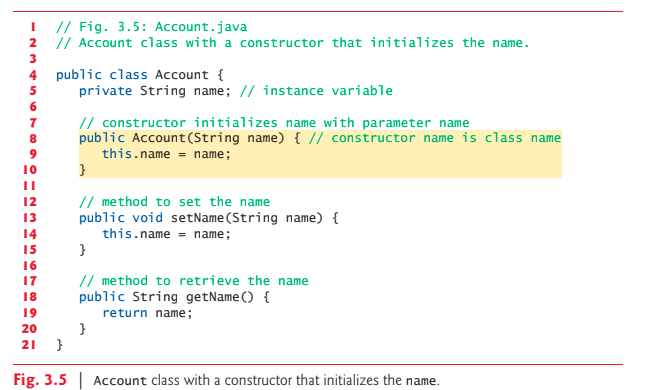 1 // Fig. 3.5: Account.java
2 // Account class with a constructor that initializes the name.
3
4 public class Account {
5    private String name; // instance variable
6
7    // constructor initializes name with parameter name
8    public Account(String name) { // constructor name is class name
9       this.name = name;
10    }
11
12    // method to set the name
13    public void setName(String name) {
14       this.name = name;
15    }
16
17    // method to retrieve the name
18    public String getName() {
19       return name;
20    }
21 }
Fig. 3.5 | Account class with a constructor that initializes the name.